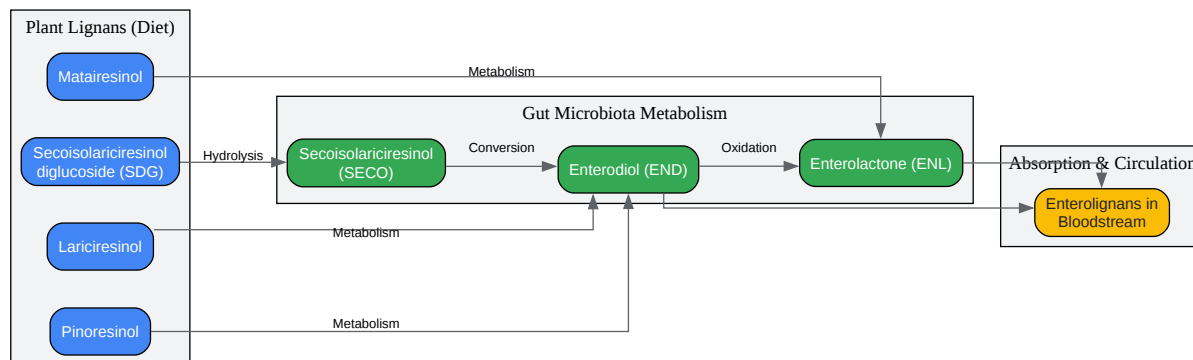 Plant Lignans (Diet)
Matairesinol
Metabolism
Gut Microbiota Metabolism
Secoisolariciresinol
diglucoside (SDG)
Hydrolysis
Secoisolariciresinol
(SECO)
Conversion
Enterodiol (END)
Oxidation
Enterolactone (ENL)
Absorption & Circulation
Enterolignans in
Bloodstream
Lariciresinol
Metabolism
Pinoresinol
Metabolism